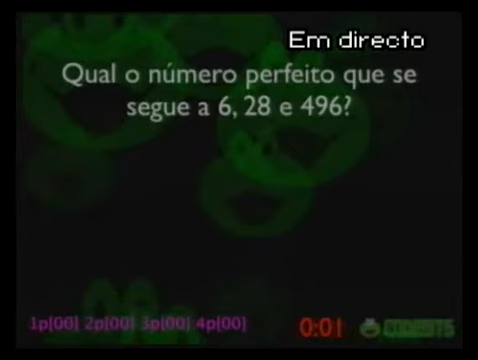 Em directo
Qual o número perfeito que se
segue a 6, 28 e 496?
1p[00] 2p[00] 3p[00] 4p[00]
0:01